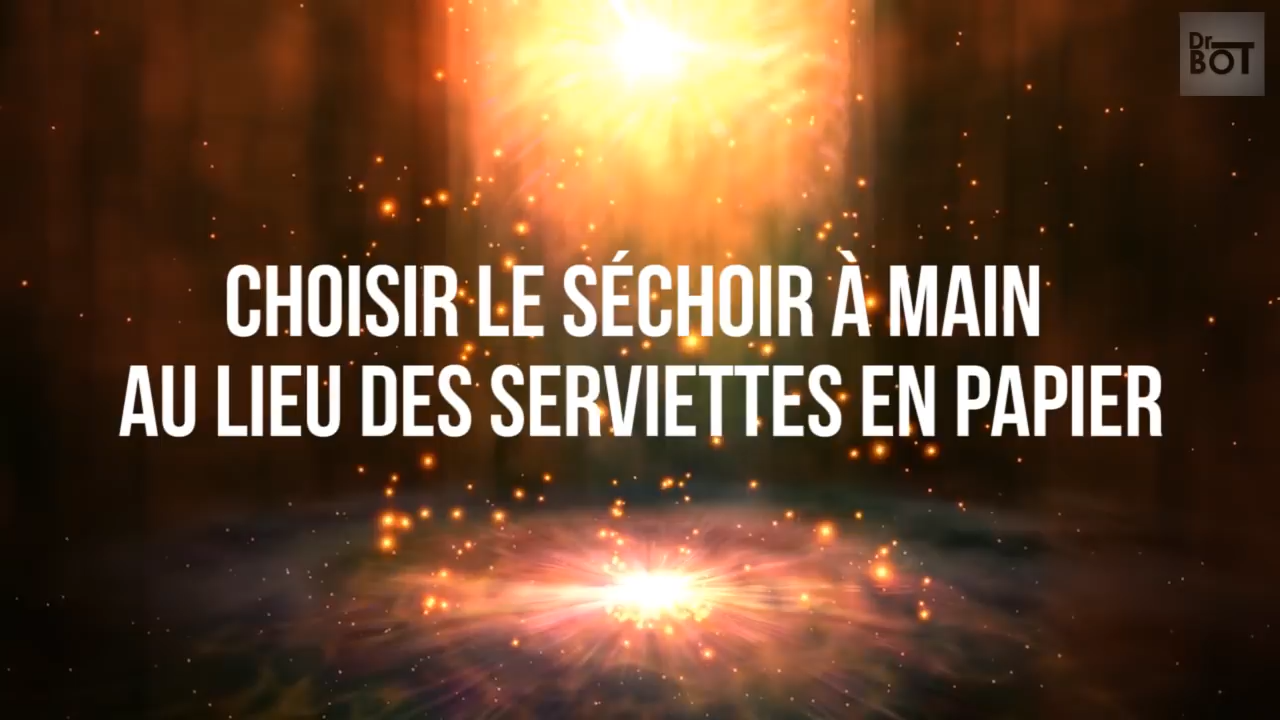 Dr
BOT
CHOISIR LE SÉCHOIR À MAIN
AU LIEU DES SERVIETTES EN PAPIER